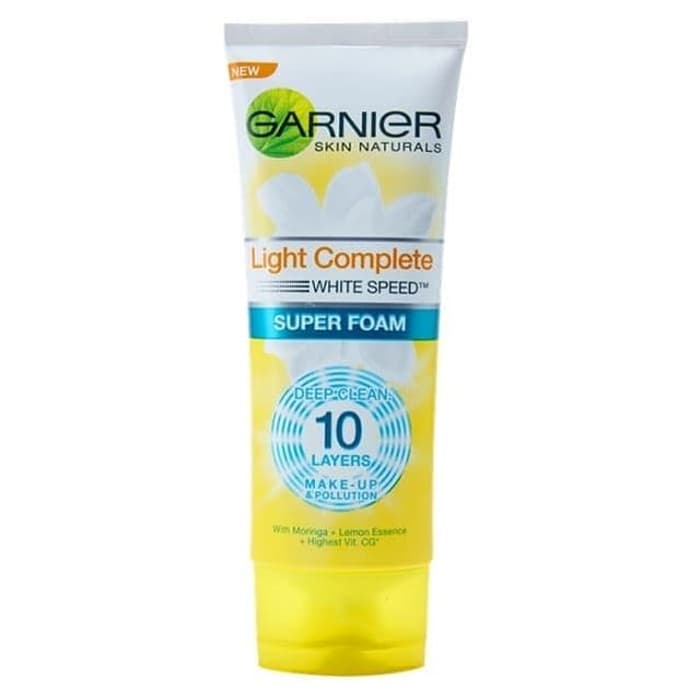 NEW
GARNIER
SKIN NATURALS
Light Complete
WHITE SPEED™
SUPER FOAM
DEEP CLEAN
10
LAYERS
MAKE-UP
& POLLUTION
With Moringa + Lemon Essence
+ Highest Vit. CG*